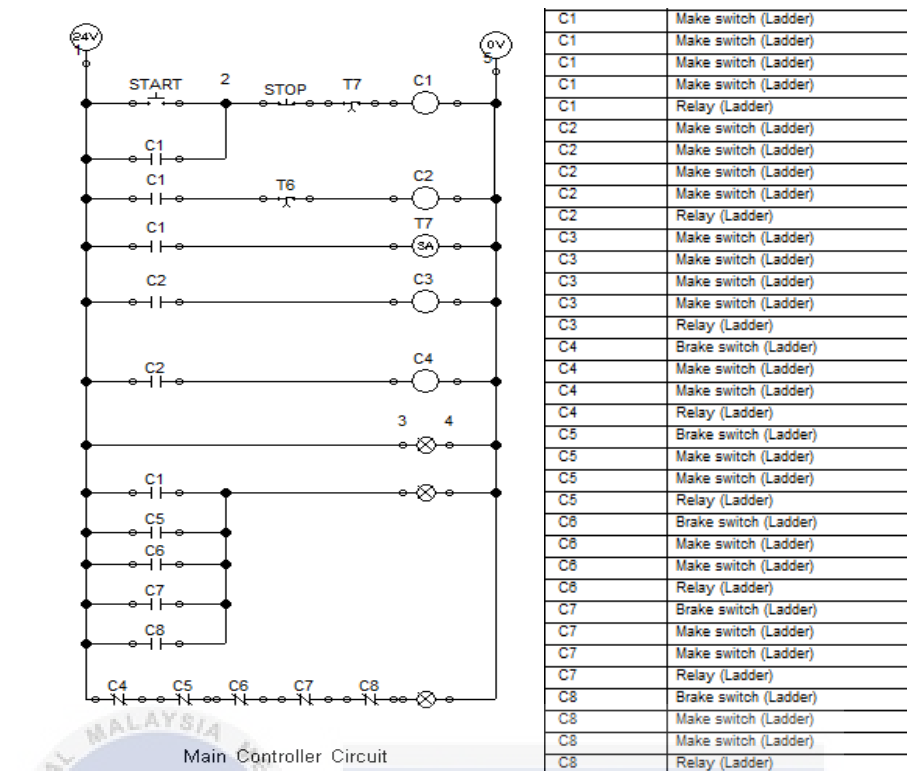 24V
1
0V
5
START
2
STOP
T7
C1
C1
C1
T6
C2
C1
T7
SA
C2
C3
C2
C4
3 4
C1
C5
C6
C7
C8
C4 C5 C6 C7 C8
MALAYSIA
Main Controller Circuit
C1 Make switch (Ladder)
C1 Make switch (Ladder)
C1 Make switch (Ladder)
C1 Make switch (Ladder)
C1 Relay (Ladder)
C2 Make switch (Ladder)
C2 Make switch (Ladder)
C2 Make switch (Ladder)
C2 Make switch (Ladder)
C2 Relay (Ladder)
C3 Make switch (Ladder)
C3 Make switch (Ladder)
C3 Make switch (Ladder)
C3 Make switch (Ladder)
C3 Relay (Ladder)
C4 Brake switch (Ladder)
C4 Make switch (Ladder)
C4 Make switch (Ladder)
C4 Relay (Ladder)
C5 Brake switch (Ladder)
C5 Make switch (Ladder)
C5 Make switch (Ladder)
C5 Relay (Ladder)
C6 Brake switch (Ladder)
C6 Make switch (Ladder)
C6 Make switch (Ladder)
C6 Relay (Ladder)
C7 Brake switch (Ladder)
C7 Make switch (Ladder)
C7 Make switch (Ladder)
C7 Relay (Ladder)
C8 Brake switch (Ladder)
C8 Make switch (Ladder)
C8 Make switch (Ladder)
C8 Relay (Ladder)